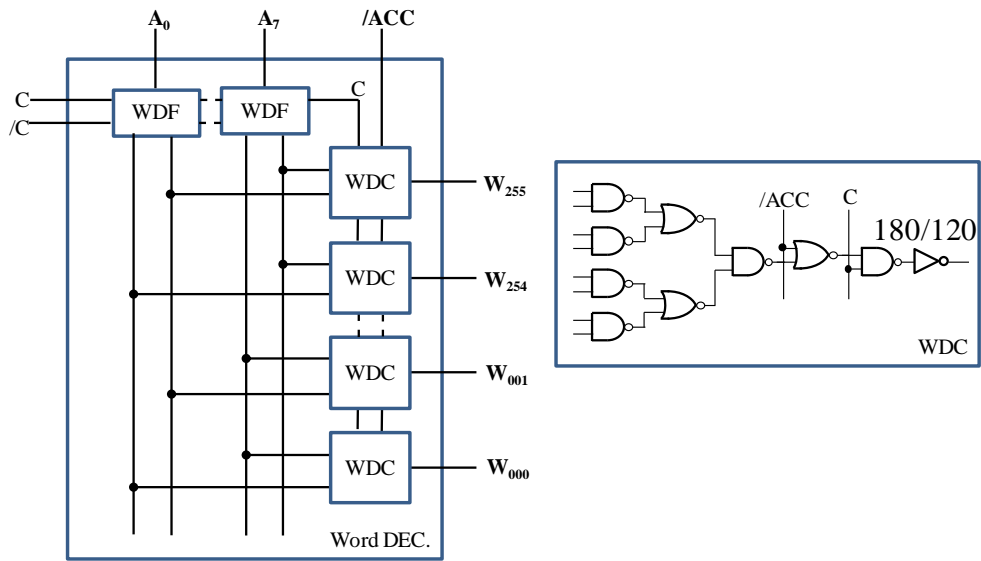 A₀ A₇ /ACC
C
/C
WDF WDF C
WDC W₂₅₅
WDC W₂₅₄
WDC W₀₀₁
WDC W₀₀₀
Word DEC.
/ACC C
180/120
WDC